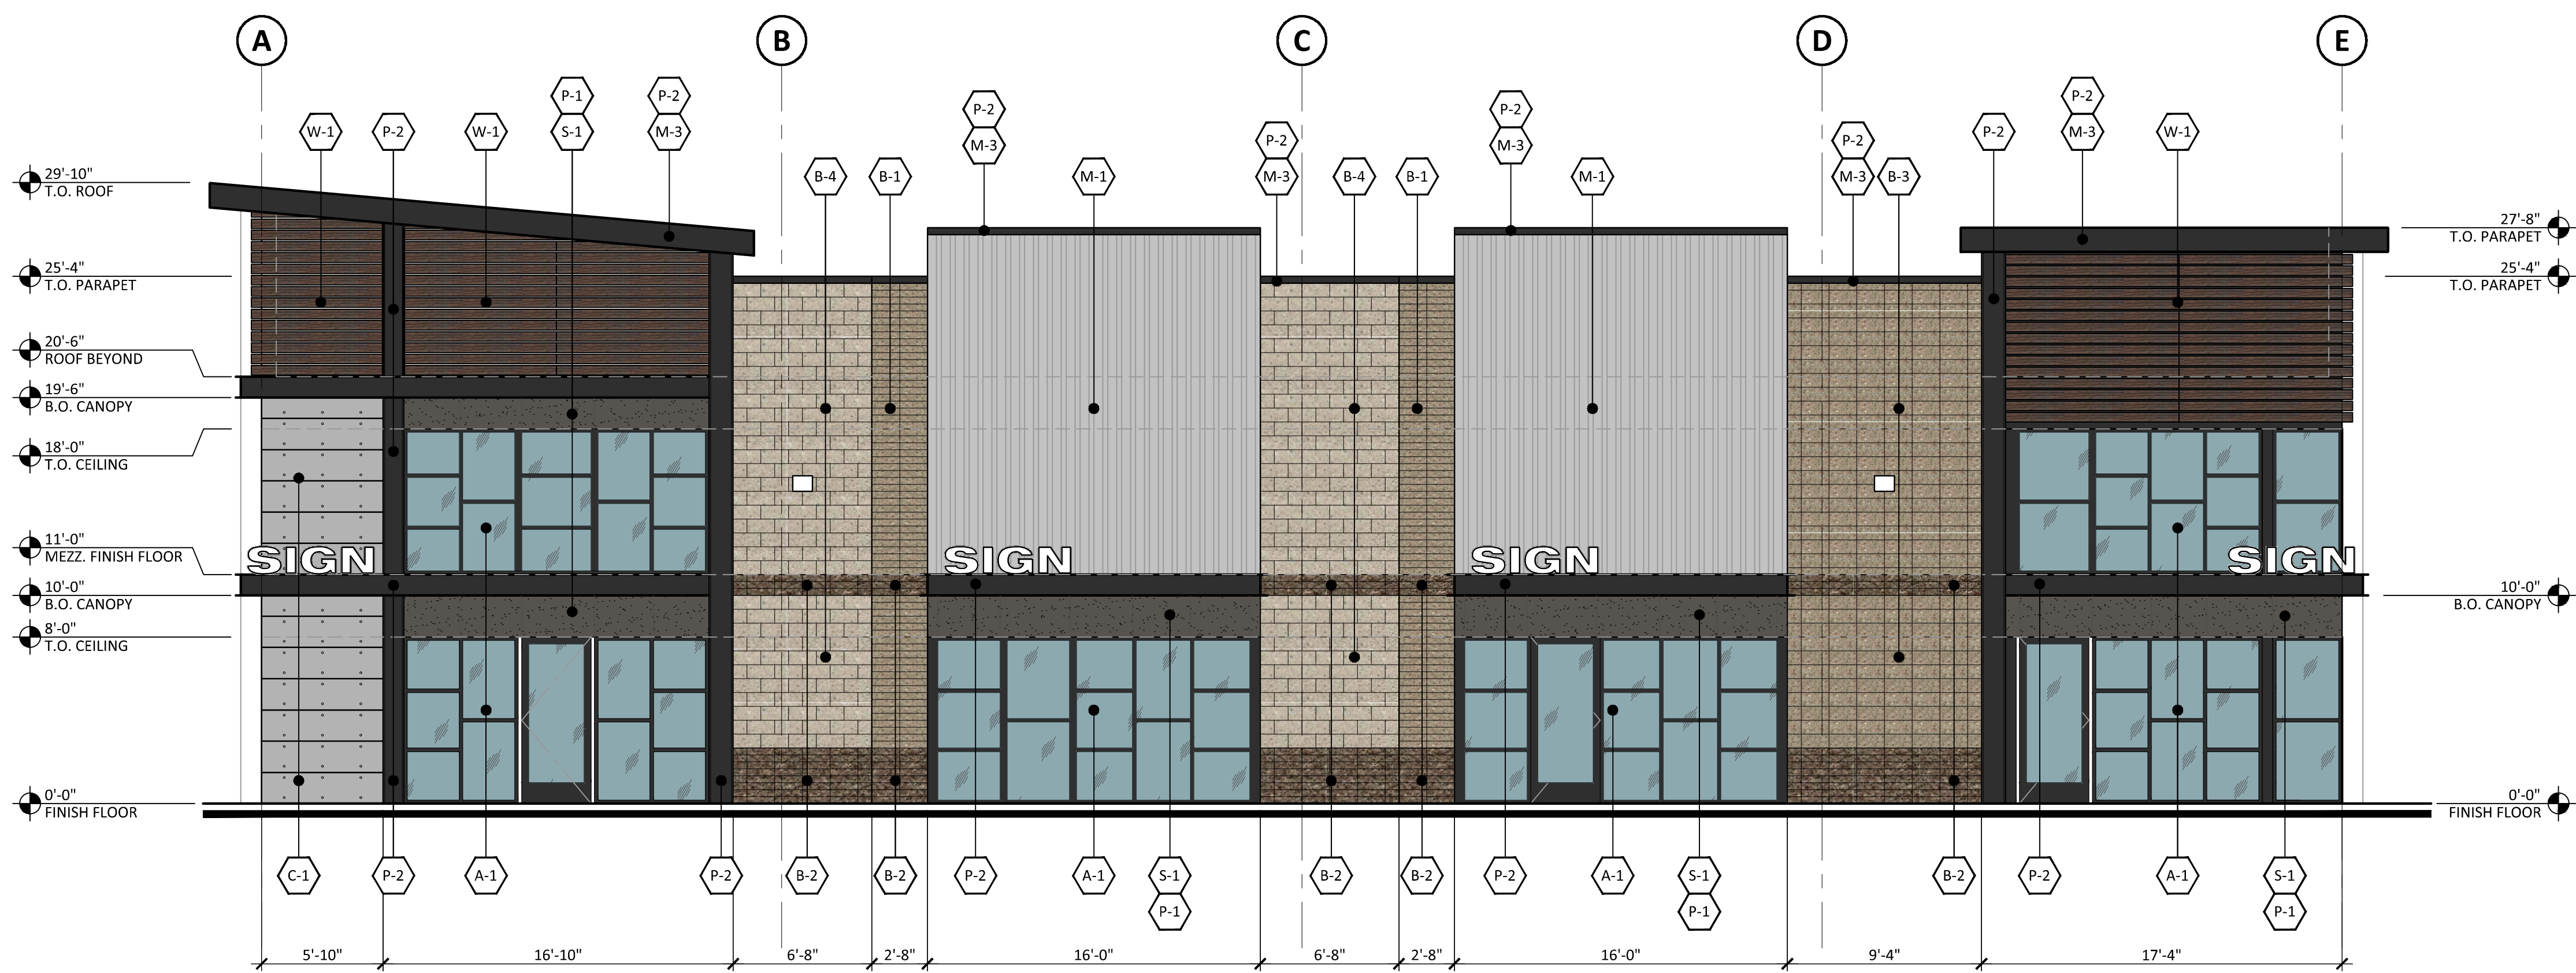 A B C D E
P-1 P-2 P-2
P-2 P-2
W-1 P-2 W-1 S-1 M-3 P-2 M-3
M-3 M-3
P-2 P-2
B-4 B-1 M-1 M-3 B-4 B-1 M-1 M-3 B-3 W-1
29'-10"
T.O. ROOF
25'-4"
T.O. PARAPET
20'-6"
ROOF BEYOND
19'-6"
B.O. CANOPY
18'-0"
T.O. CEILING
11'-0"
MEZZ. FINISH FLOOR
10'-0"
B.O. CANOPY
8'-0"
T.O. CEILING
0'-0"
FINISH FLOOR
27'-8"
T.O. PARAPET
25'-4"
T.O. PARAPET
10'-0"
B.O. CANOPY
0'-0"
FINISH FLOOR
SIGN SIGN SIGN SIGN
C-1 P-2 A-1 P-2 B-2 B-2 P-2 A-1 S-1 B-2 B-2 P-2 A-1 S-1 B-2 P-2 A-1 S-1
P-1 P-1 P-1
5'-10" 16'-10" 6'-8" 2'-8" 16'-0" 6'-8" 2'-8" 16'-0" 9'-4" 17'-4"